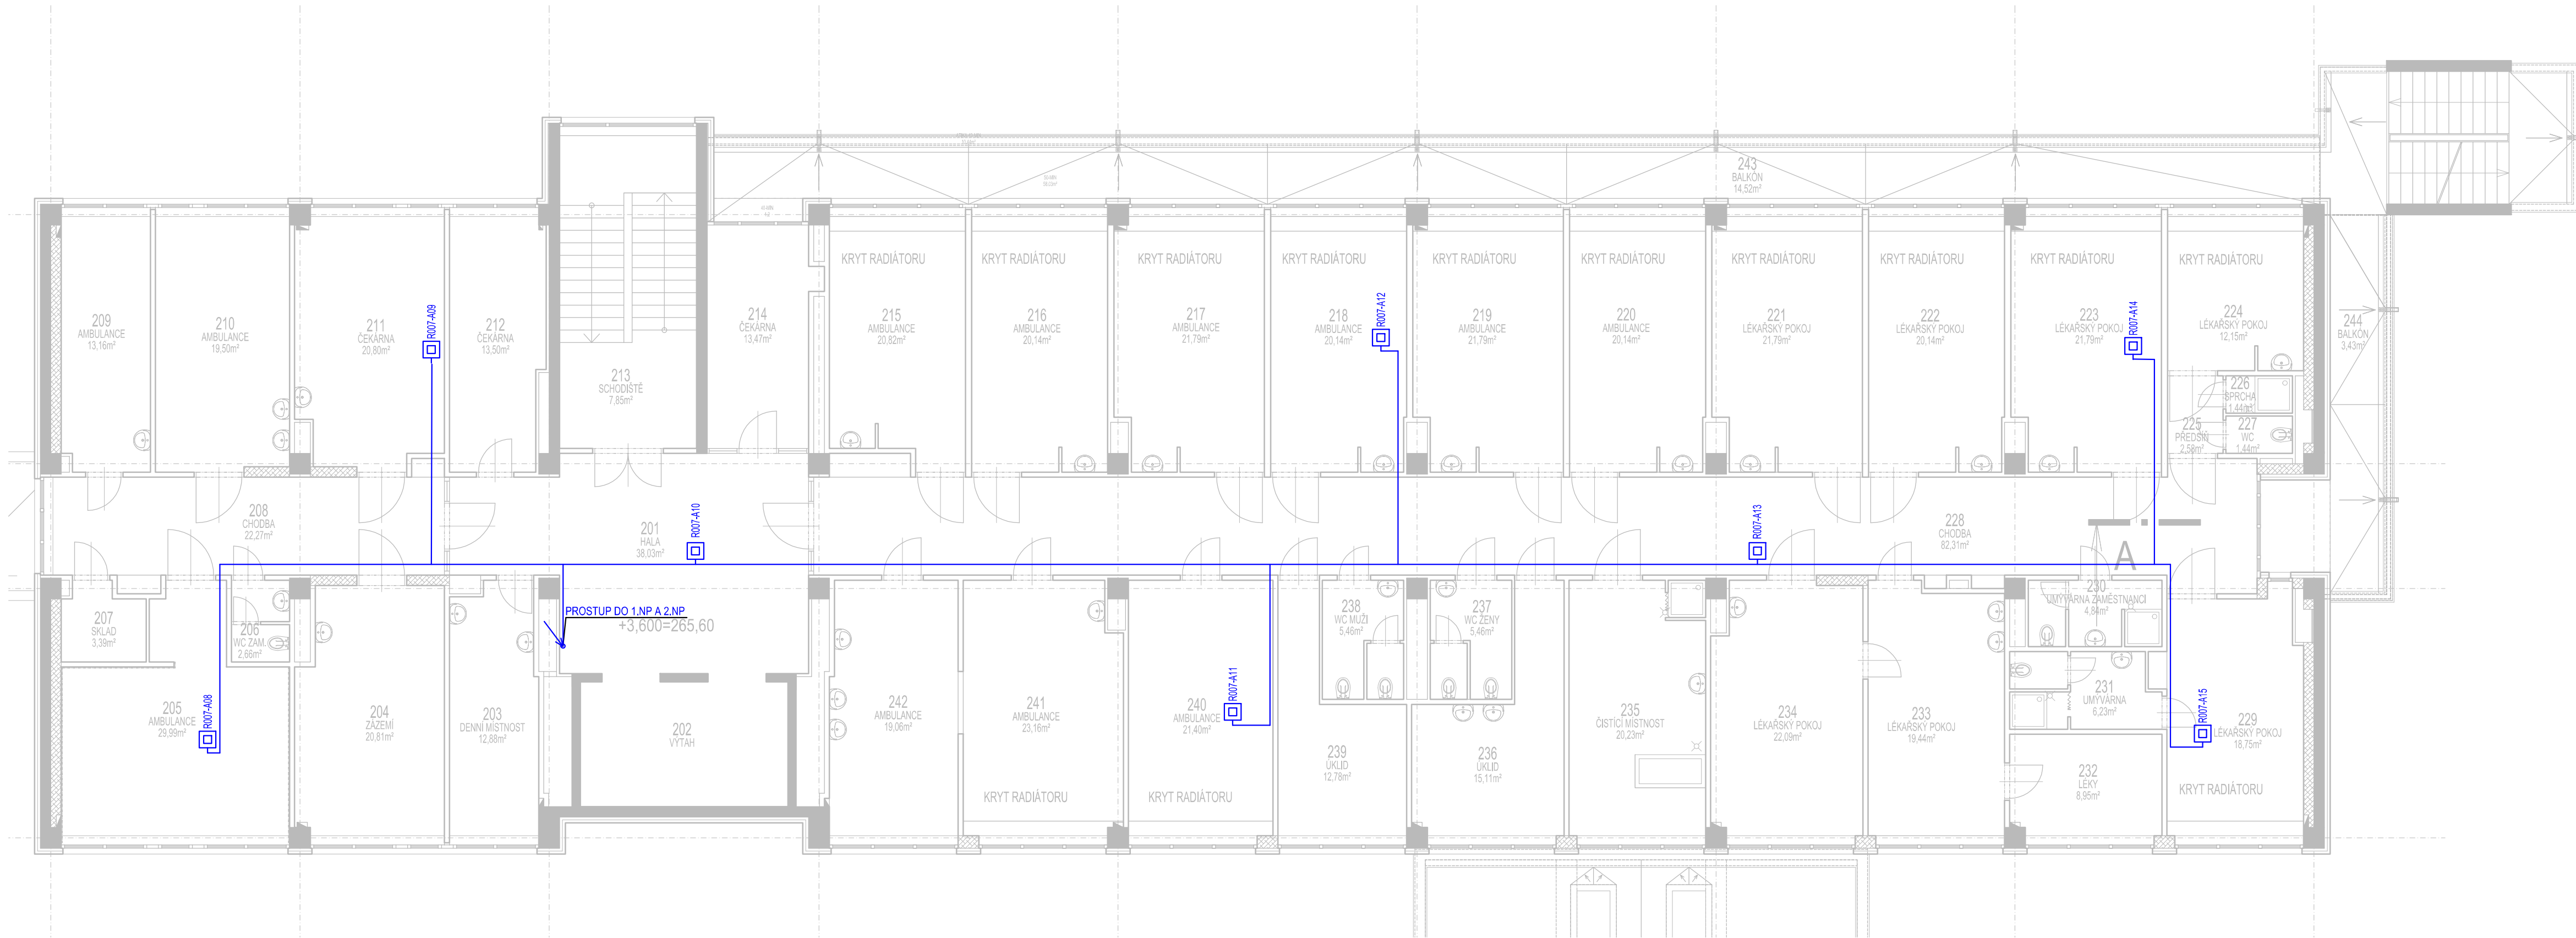 243
BALKÓN
14,52m²
KRYT RADIÁTORU
KRYT RADIÁTORU
KRYT RADIÁTORU
KRYT RADIÁTORU
KRYT RADIÁTORU
KRYT RADIÁTORU
KRYT RADIÁTORU
KRYT RADIÁTORU
KRYT RADIÁTORU
KRYT RADIÁTORU
209
AMBULANCE
13,16m²
210
AMBULANCE
19,50m²
211
ČEKÁRNA
20,80m²
R007-A09
212
ČEKÁRNA
13,50m²
213
SCHODIŠTĚ
7,85m²
214
ČEKÁRNA
13,47m²
215
AMBULANCE
20,82m²
216
AMBULANCE
20,14m²
217
AMBULANCE
21,79m²
218
AMBULANCE
20,14m²
R007-A12
219
AMBULANCE
21,79m²
220
AMBULANCE
20,14m²
221
LÉKAŘSKÝ POKOJ
21,79m²
222
LÉKAŘSKÝ POKOJ
20,14m²
223
LÉKAŘSKÝ POKOJ
21,79m²
R007-A14
224
LÉKAŘSKÝ POKOJ
12,15m²
244
BALKÓN
3,43m²
226
SPRCHA
1,44m²
225
PŘEDSÍŇ
2,58m²
227
WC
1,44m²
208
CHODBA
22,27m²
201
HALA
38,03m²
R007-A10
R007-A13
228
CHODBA
82,31m²
A
207
SKLAD
3,39m²
206
WC ZAM.
2,66m²
PROSTUP DO 1.NP A 2.NP
+3,600=265,60
238
WC MUŽI
5,46m²
237
WC ŽENY
5,46m²
230
UMÝVÁRNA ZAMĚSTNANCI
4,84m²
205
AMBULANCE
29,99m²
R007-A08
204
ZÁZEMÍ
20,81m²
203
DENNÍ MÍSTNOST
12,88m²
202
VÝTAH
242
AMBULANCE
19,06m²
241
AMBULANCE
23,16m²
240
AMBULANCE
21,40m²
R007-A11
239
ÚKLID
12,78m²
236
ÚKLID
15,11m²
235
ČISTÍCÍ MÍSTNOST
20,23m²
234
LÉKAŘSKÝ POKOJ
22,09m²
233
LÉKAŘSKÝ POKOJ
19,44m²
231
UMÝVÁRNA
6,23m²
232
LÉKY
8,95m²
R007-A15
229
LÉKAŘSKÝ POKOJ
18,75m²
KRYT RADIÁTORU
KRYT RADIÁTORU
KRYT RADIÁTORU